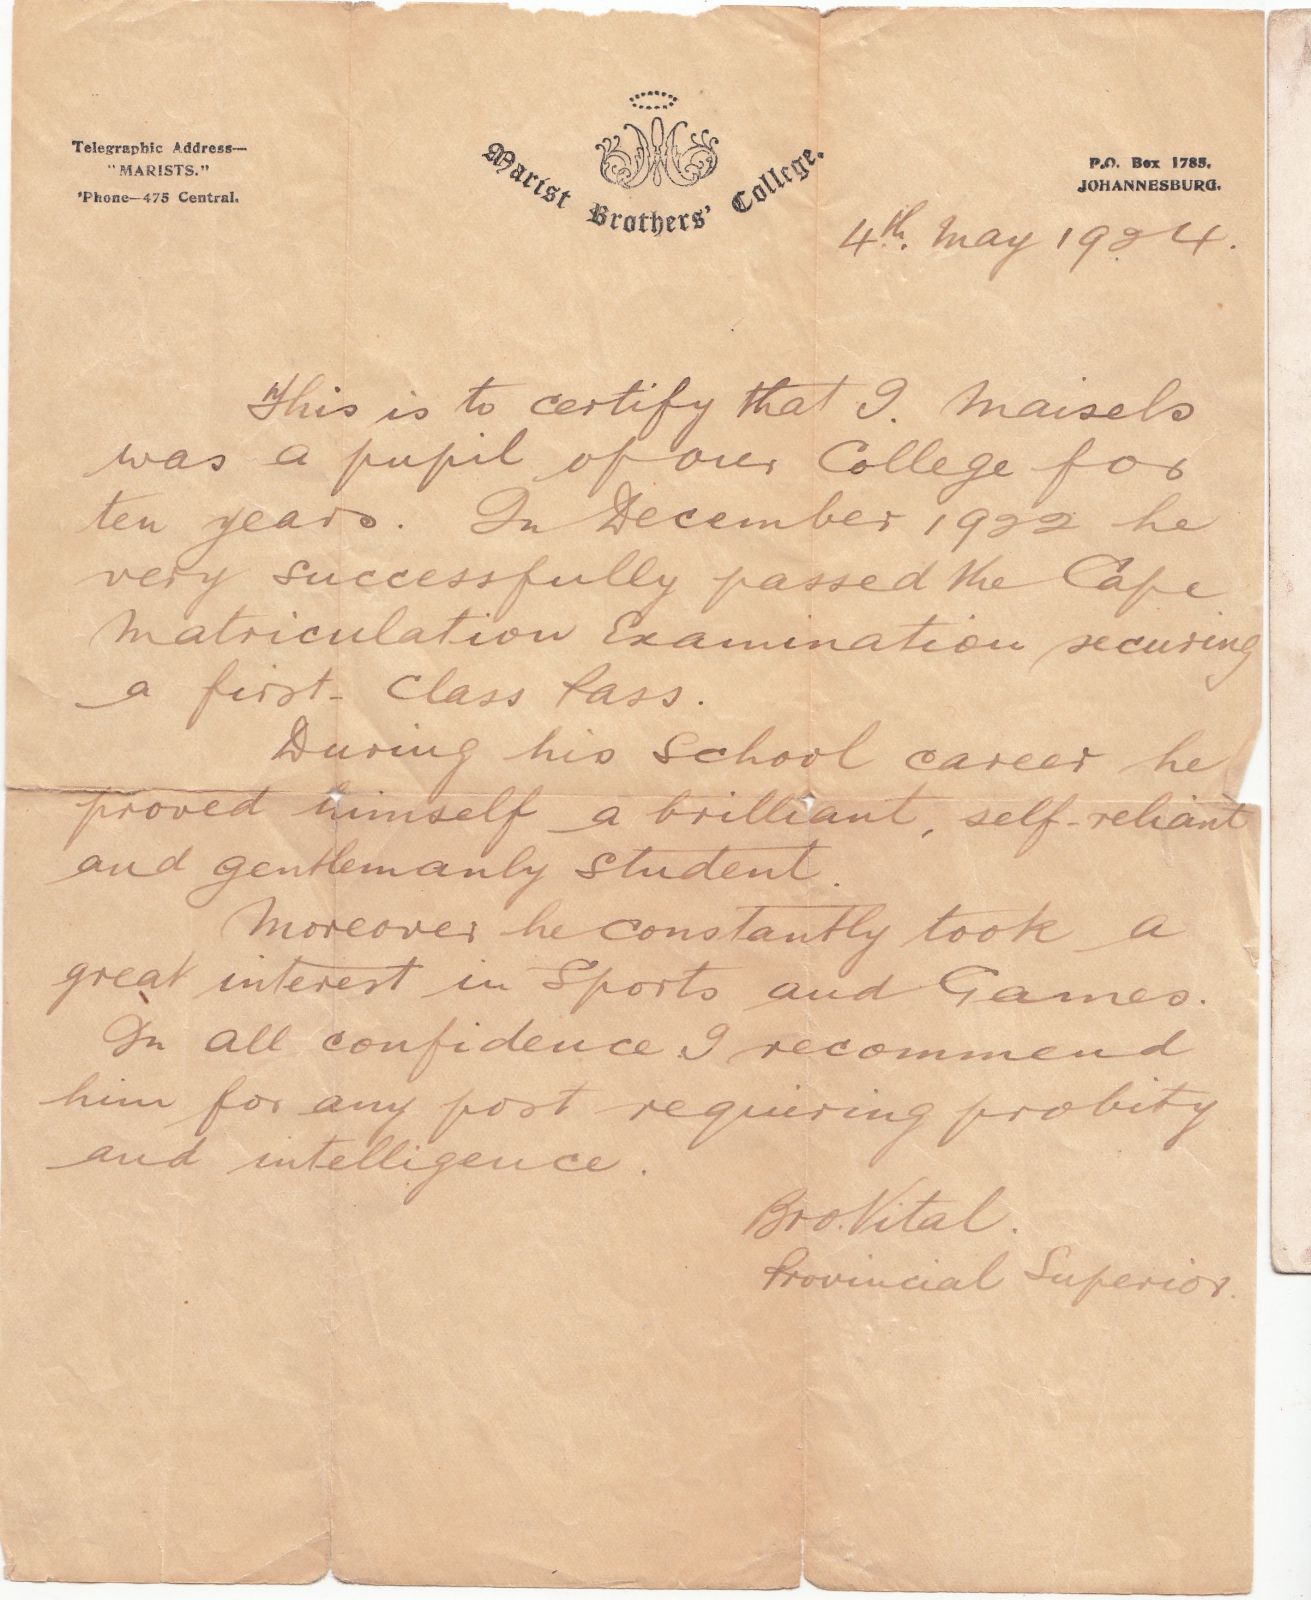 Telegraphic Address—
"MARISTS."
'Phone—475 Central.
Marist Brothers' College.
P.O. Box 1785.
JOHANNESBURG.
4th. May 1924.
This is to certify that I. Maisels
was a pupil of our College for
ten years. In December 1922 he
very successfully passed the Cape
Matriculation Examination securing
a first-Class Pass.
During his School career he
proved himself a brilliant, self-reliant
and gentlemanly student.
Moreover he constantly took a
great interest in Sports and Games.
In all confidence I recommend
him for any post requiering probity
and intelligence.
Bro. Vital.
Provincial Superior.